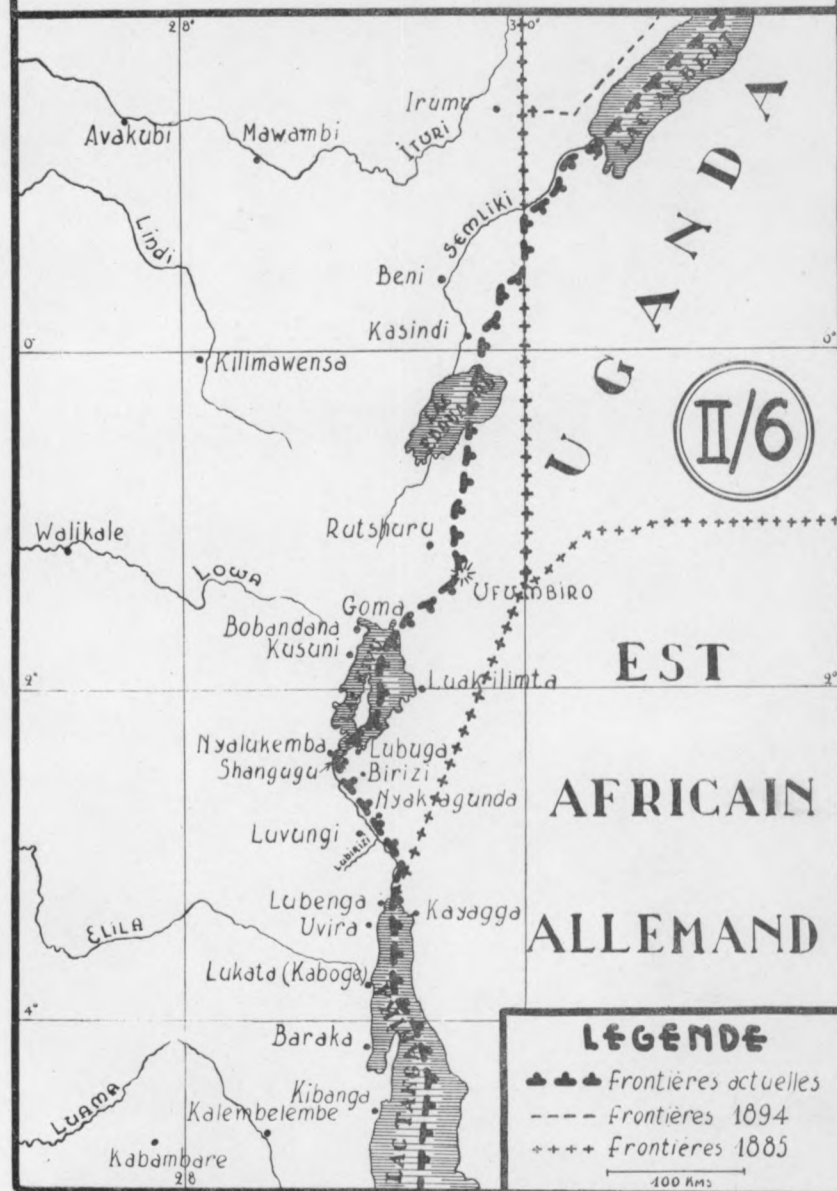 28°
30°
LAC ALBERT
Irumu
Avakubi
Mawambi
ITURI
UGANDA
Lindi
SEMLIKI
Beni
Kasindi
0°
0°
Kilimawensa
LAC EDOUARD
II/6
Rutshuru
Walikale
LOWA
UFUMBIRO
Goma
Bobandana
Kusuni
EST
2°
Luakilimta
2°
Nyalukemba
Lubuga
Shangugu
Birizi
AFRICAIN
Nyakagunda
Luvungi
LUBIRIZI
Lubenga
Kayagga
Uvira
ALLEMAND
ELILA
Lukata (Kaboge)
4°
LEGENDE
Baraka
Frontières actuelles
Kibanga
Frontières 1894
LUAMA
Kalembelembe
LAC TANGANIKA
Frontières 1885
Kabambare
100 Kms
28